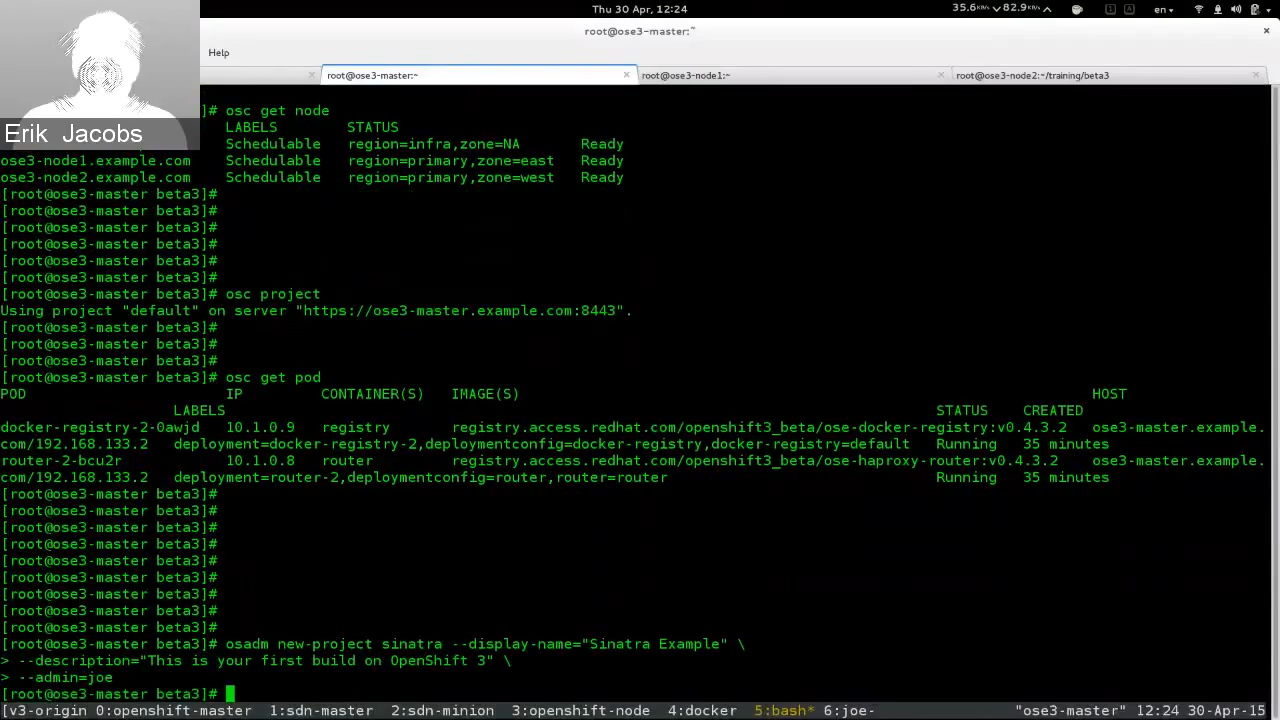 Thu 30 Apr, 12:24
35.6 kB/s 82.9 kB/s
1 A
en
root@ose3-master:~
Help
root@ose3-master:~
root@ose3-node1:~
root@ose3-node2:~/training/beta3
Erik Jacobs
]# osc get node
LABELS STATUS
Schedulable region=infra,zone=NA Ready
ose3-node1.example.com Schedulable region=primary,zone=east Ready
ose3-node2.example.com Schedulable region=primary,zone=west Ready
[root@ose3-master beta3]#
[root@ose3-master beta3]#
[root@ose3-master beta3]#
[root@ose3-master beta3]#
[root@ose3-master beta3]#
[root@ose3-master beta3]#
[root@ose3-master beta3]# osc project
Using project "default" on server "https://ose3-master.example.com:8443".
[root@ose3-master beta3]#
[root@ose3-master beta3]#
[root@ose3-master beta3]#
[root@ose3-master beta3]# osc get pod
POD IP CONTAINER(S) IMAGE(S) HOST
LABELS STATUS CREATED
docker-registry-2-0awjd 10.1.0.9 registry registry.access.redhat.com/openshift3_beta/ose-docker-registry:v0.4.3.2 ose3-master.example.
com/192.168.133.2 deployment=docker-registry-2,deploymentconfig=docker-registry,docker-registry=default Running 35 minutes
router-2-bcu2r 10.1.0.8 router registry.access.redhat.com/openshift3_beta/ose-haproxy-router:v0.4.3.2 ose3-master.example.
com/192.168.133.2 deployment=router-2,deploymentconfig=router,router=router Running 35 minutes
[root@ose3-master beta3]#
[root@ose3-master beta3]#
[root@ose3-master beta3]#
[root@ose3-master beta3]#
[root@ose3-master beta3]#
[root@ose3-master beta3]#
[root@ose3-master beta3]#
[root@ose3-master beta3]#
[root@ose3-master beta3]#
[root@ose3-master beta3]# osadm new-project sinatra --display-name="Sinatra Example" \
> --description="This is your first build on OpenShift 3" \
> --admin=joe
[root@ose3-master beta3]#
[v3-origin 0:openshift-master 1:sdn-master 2:sdn-minion 3:openshift-node 4:docker 5:bash* 6:joe- "ose3-master" 12:24 30-Apr-15